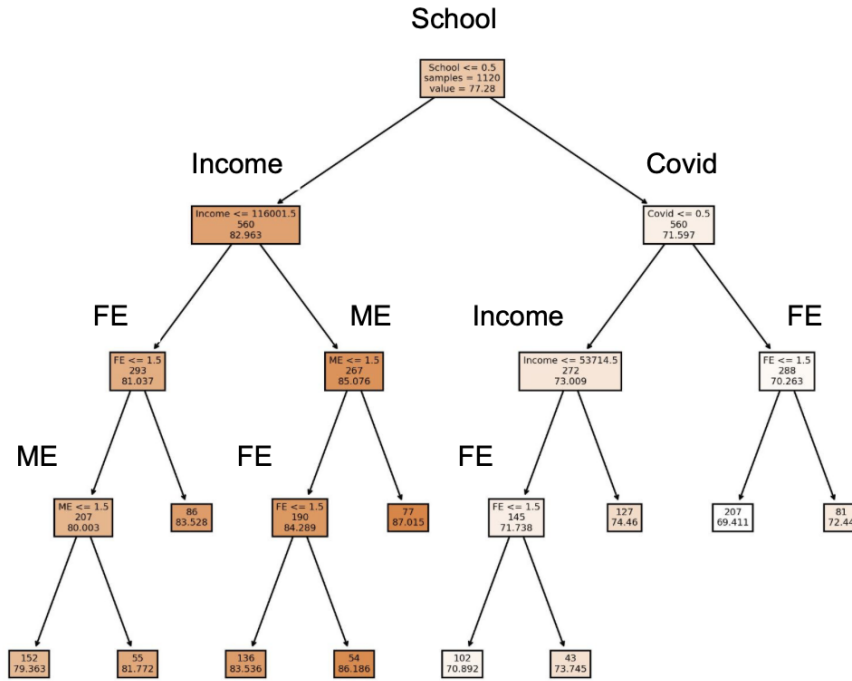 School
School <= 0.5
samples = 1120
value = 77.28
Income
Covid
Income <= 116001.5
560
82.963
Covid <= 0.5
560
71.597
FE
ME
Income
FE
FE <= 1.5
293
81.037
ME <= 1.5
267
85.076
Income <= 53714.5
272
73.009
FE <= 1.5
288
70.263
ME
FE
FE
ME <= 1.5
207
80.003
86
83.528
FE <= 1.5
190
84.289
77
87.015
FE <= 1.5
145
71.738
127
74.46
207
69.411
81
72.44
152
79.363
55
81.772
136
83.536
54
86.186
102
70.892
43
73.745